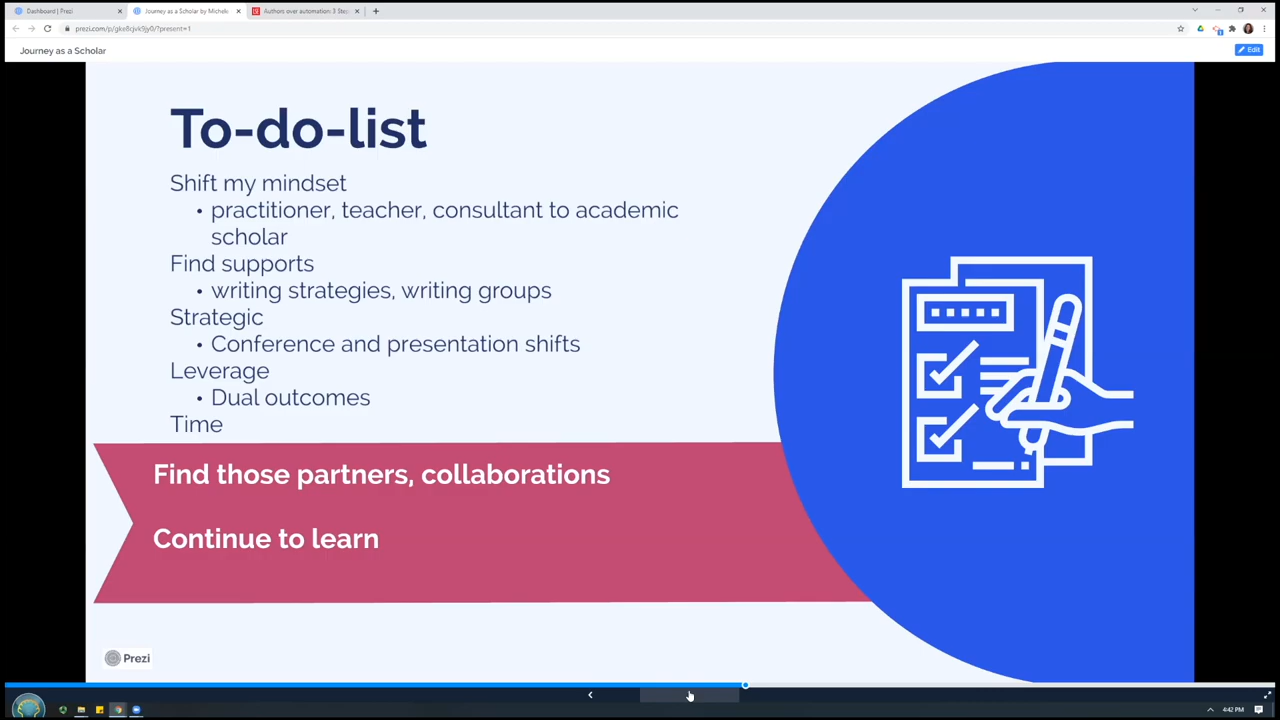 Dashboard | Prezi
Journey as a Scholar by Michele
Authors over automation: 3 Step
prezi.com/p/gke8cjvk9jy0/?present=1
Journey as a Scholar
Edit
To-do-list
Shift my mindset
• practitioner, teacher, consultant to academic
scholar
Find supports
• writing strategies, writing groups
Strategic
• Conference and presentation shifts
Leverage
• Dual outcomes
Time
Find those partners, collaborations
Continue to learn
Prezi
4:42 PM